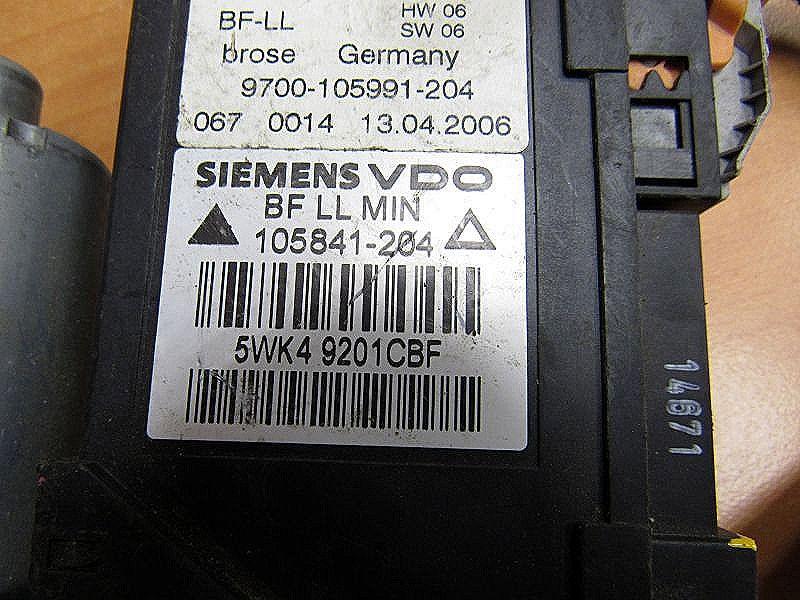 BF-LL
HW 06
SW 06
brose Germany
9700-105991-204
067 0014 13.04.2006
SIEMENS VDO
BF LL MIN
105841-204
5WK4 9201CBF
14671